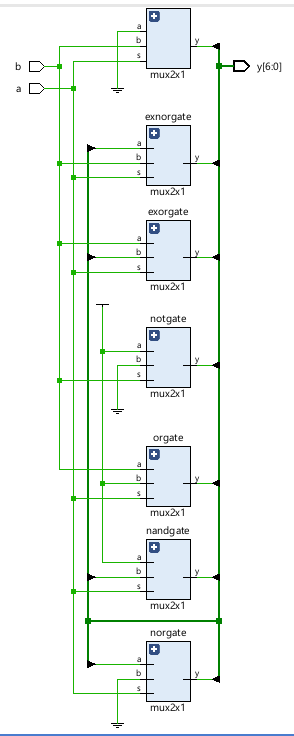 a
b
y
s
mux2x1
b
a
y[6:0]
exnorgate
a
b
y
s
mux2x1
exorgate
a
b
y
s
mux2x1
notgate
a
b
y
s
mux2x1
orgate
a
b
y
s
mux2x1
nandgate
a
b
y
s
mux2x1
norgate
a
b
y
s
mux2x1